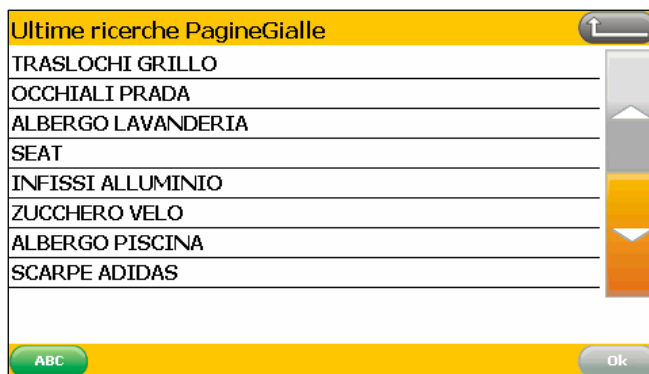 Ultime ricerche PagineGialle
TRASLOCHI GRILLO
OCCHIALI PRADA
ALBERGO LAVANDERIA
SEAT
INFISSI ALLUMINIO
ZUCCHERO VELO
ALBERGO PISCINA
SCARPE ADIDAS
ABC
Ok